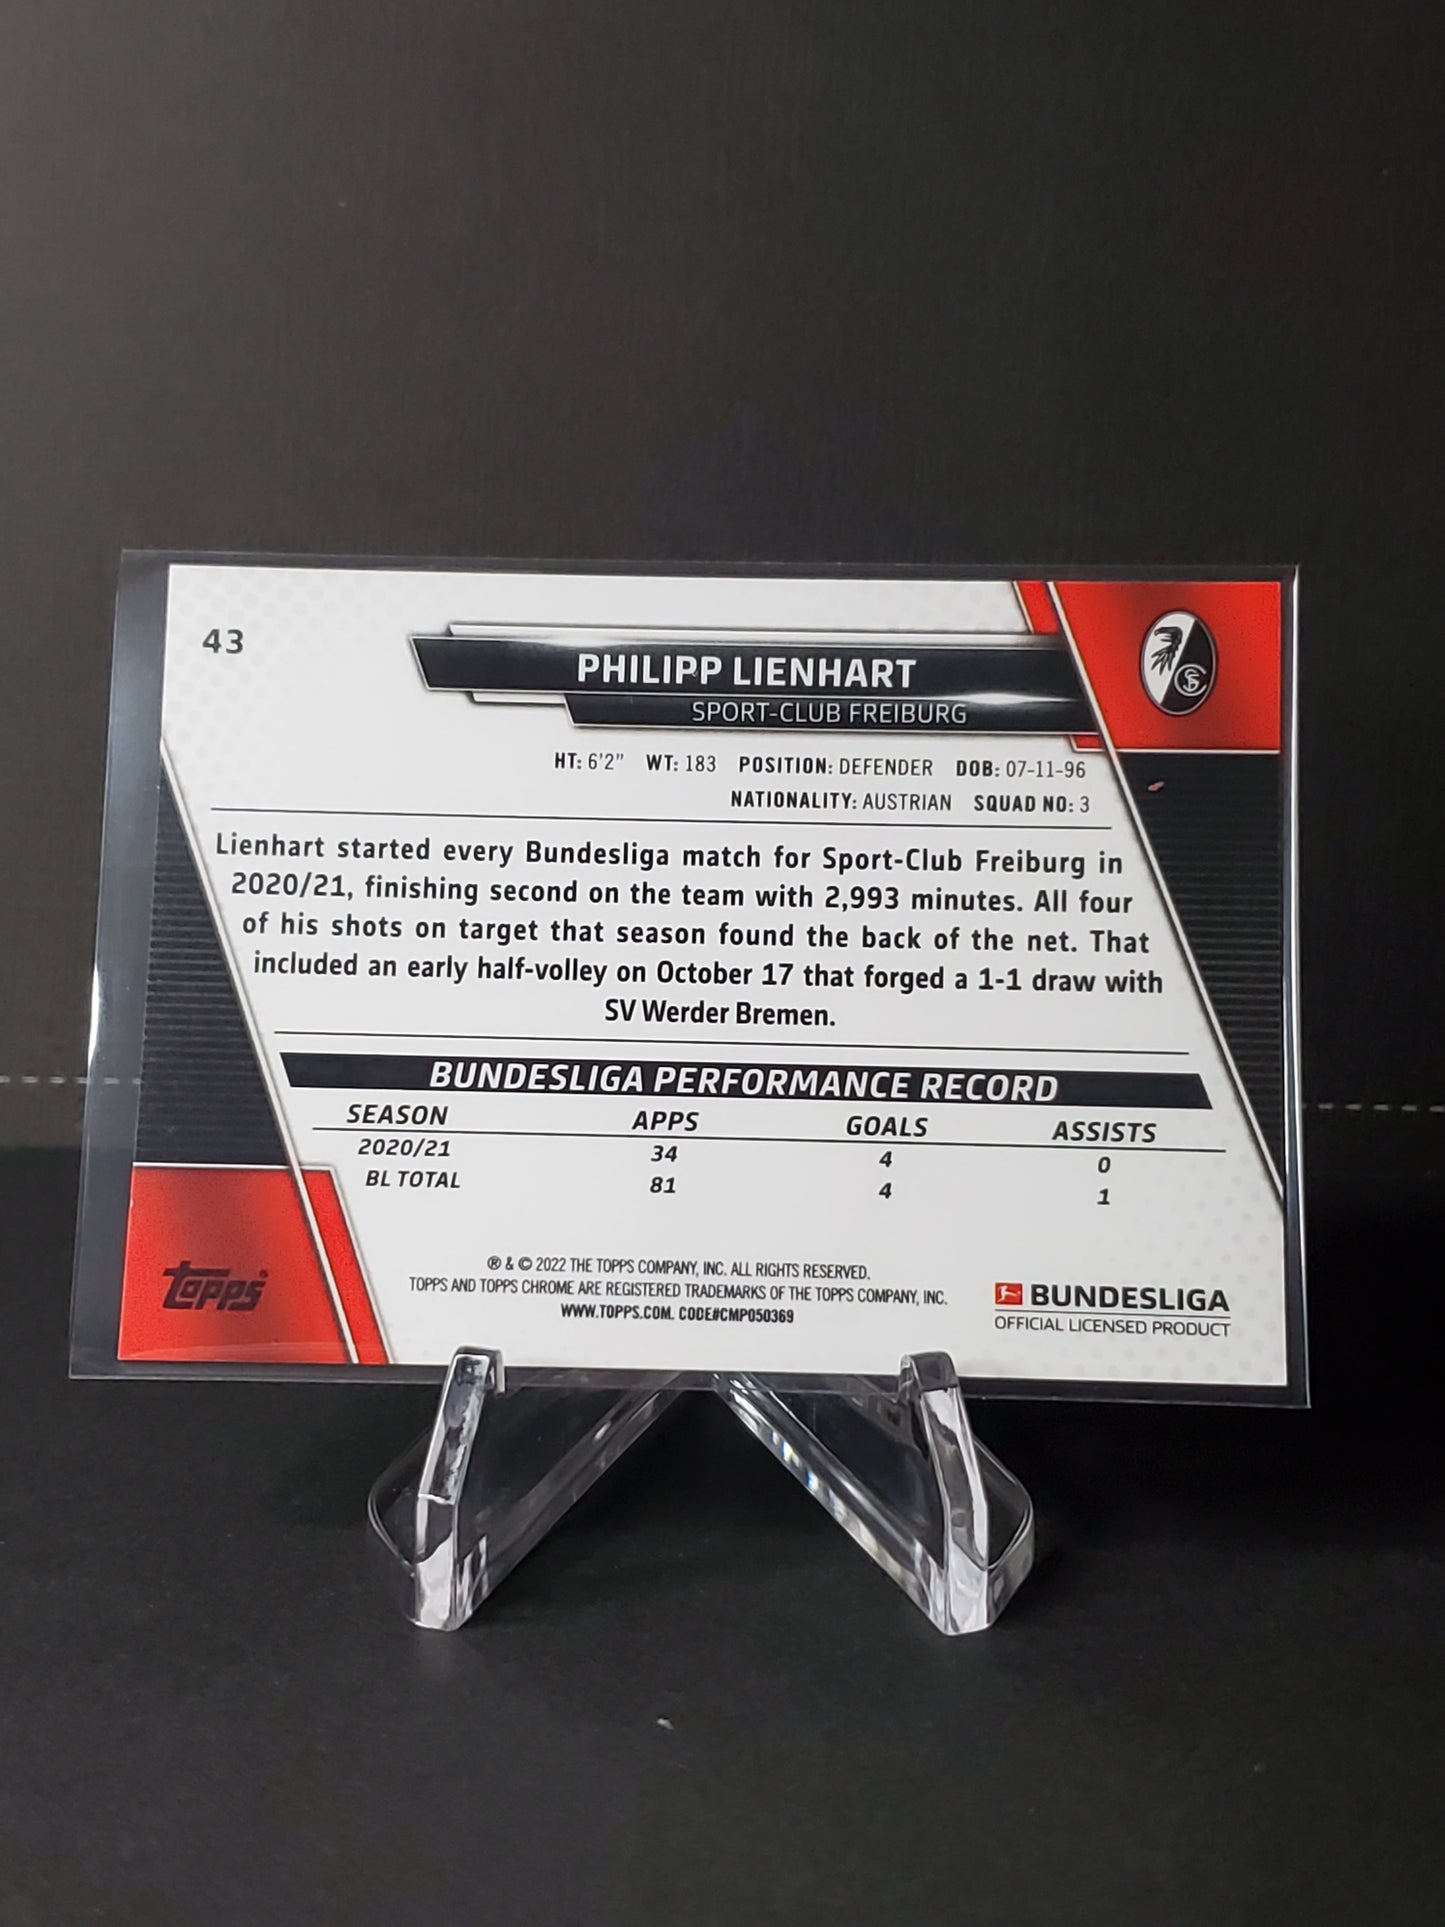 43
PHILIPP LIENHART
SPORT-CLUB FREIBURG
HT: 6'2" WT: 183 POSITION: DEFENDER DOB: 07-11-96
NATIONALITY: AUSTRIAN SQUAD NO: 3
Lienhart started every Bundesliga match for Sport-Club Freiburg in
2020/21, finishing second on the team with 2,993 minutes. All four
of his shots on target that season found the back of the net. That
included an early half-volley on October 17 that forged a 1-1 draw with
SV Werder Bremen.
BUNDESLIGA PERFORMANCE RECORD
SEASON APPS GOALS ASSISTS
2020/21 34 4 0
BL TOTAL 81 4 1
® & © 2022 THE TOPPS COMPANY, INC. ALL RIGHTS RESERVED.
TOPPS AND TOPPS CHROME ARE REGISTERED TRADEMARKS OF THE TOPPS COMPANY, INC.
WWW.TOPPS.COM. CODE#CMP050369
topps®
BUNDESLIGA
OFFICIAL LICENSED PRODUCT